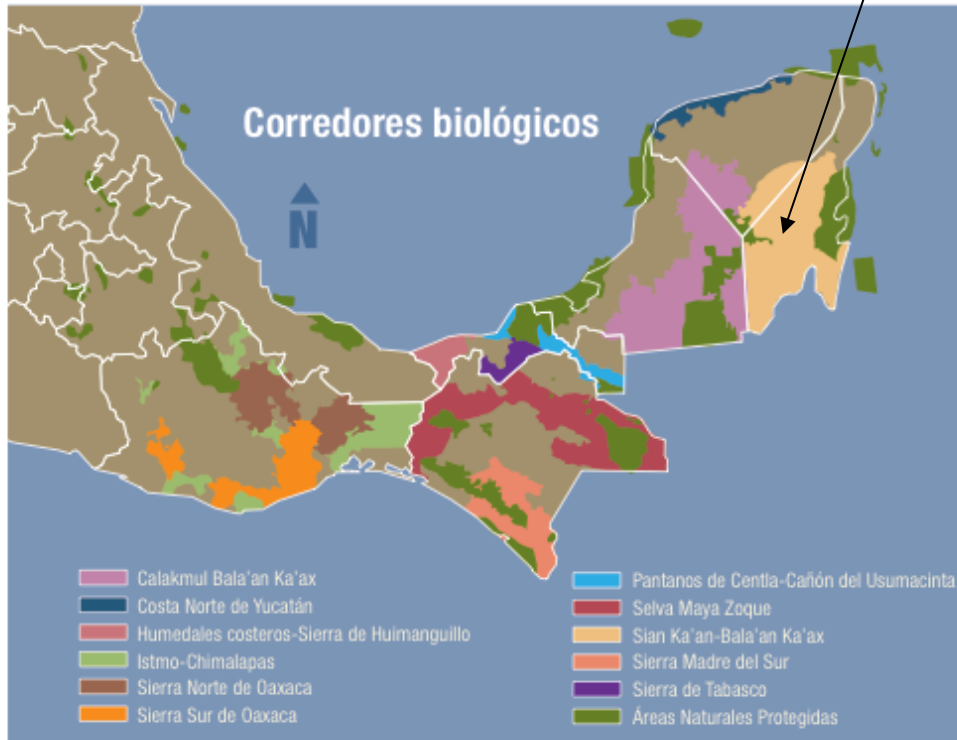 Corredores biológicos
N
Calakmul Bala'an Ka'ax
Costa Norte de Yucatán
Humedales costeros-Sierra de Huimanguillo
Istmo-Chimalapas
Sierra Norte de Oaxaca
Sierra Sur de Oaxaca
Pantanos de Centla-Cañón del Usumacinta
Selva Maya Zoque
Sian Ka'an-Bala'an Ka'ax
Sierra Madre del Sur
Sierra de Tabasco
Áreas Naturales Protegidas